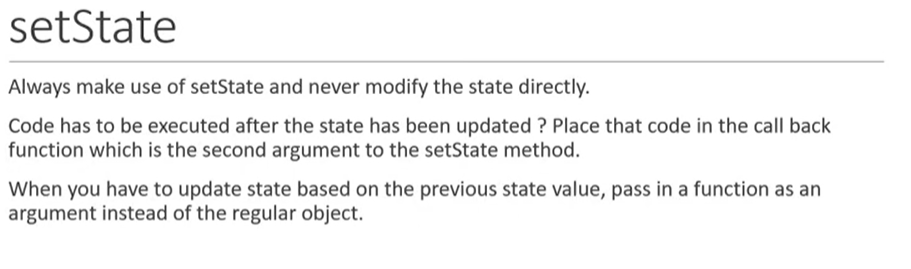 setState
Always make use of setState and never modify the state directly.
Code has to be executed after the state has been updated ? Place that code in the call back
function which is the second argument to the setState method.
When you have to update state based on the previous state value, pass in a function as an
argument instead of the regular object.